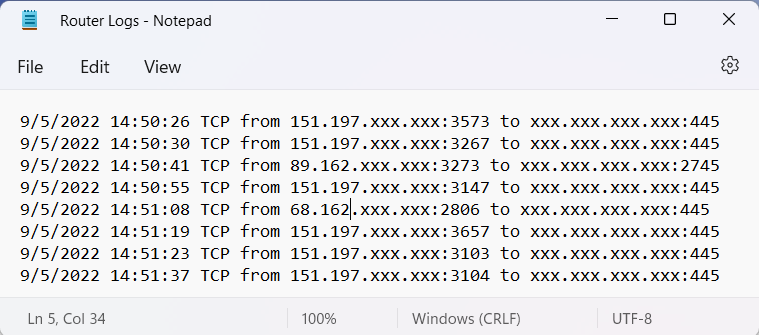 Router Logs - Notepad
File Edit View
9/5/2022 14:50:26 TCP from 151.197.xxx.xxx:3573 to xxx.xxx.xxx.xxx:445
9/5/2022 14:50:30 TCP from 151.197.xxx.xxx:3267 to xxx.xxx.xxx.xxx:445
9/5/2022 14:50:41 TCP from 89.162.xxx.xxx:3273 to xxx.xxx.xxx.xxx:2745
9/5/2022 14:50:55 TCP from 151.197.xxx.xxx:3147 to xxx.xxx.xxx.xxx:445
9/5/2022 14:51:08 TCP from 68.162.xxx.xxx:2806 to xxx.xxx.xxx.xxx:445
9/5/2022 14:51:19 TCP from 151.197.xxx.xxx:3657 to xxx.xxx.xxx.xxx:445
9/5/2022 14:51:23 TCP from 151.197.xxx.xxx:3103 to xxx.xxx.xxx.xxx:445
9/5/2022 14:51:37 TCP from 151.197.xxx.xxx:3104 to xxx.xxx.xxx.xxx:445
Ln 5, Col 34 100% Windows (CRLF) UTF-8